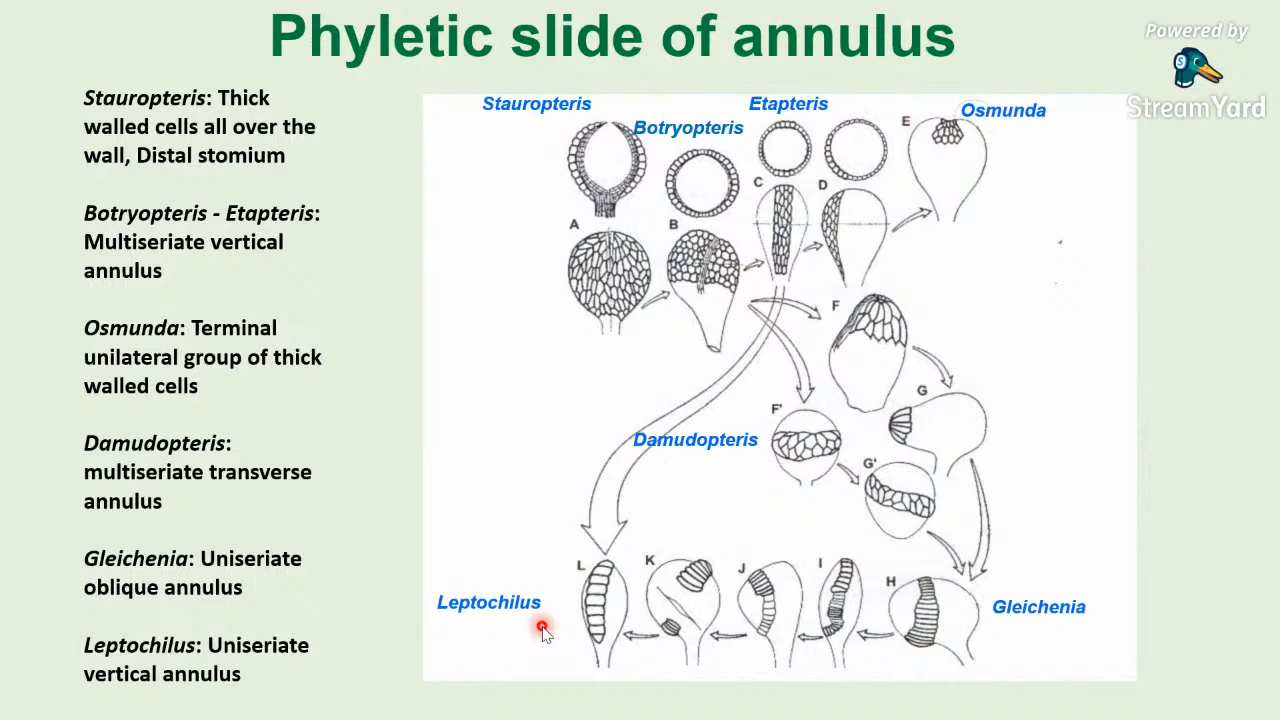 Phyletic slide of annulus
Powered by
StreamYard
Stauropteris: Thick
walled cells all over the
wall, Distal stomium
Botryopteris - Etapteris:
Multiseriate vertical
annulus
Osmunda: Terminal
unilateral group of thick
walled cells
Damudopteris:
multiseriate transverse
annulus
Gleichenia: Uniseriate
oblique annulus
Leptochilus: Uniseriate
vertical annulus
Stauropteris
Etapteris
Osmunda
Botryopteris
E
C
D
A
B
F
G
F'
Damudopteris
G'
L
K
J
I
H
Leptochilus
Gleichenia
S